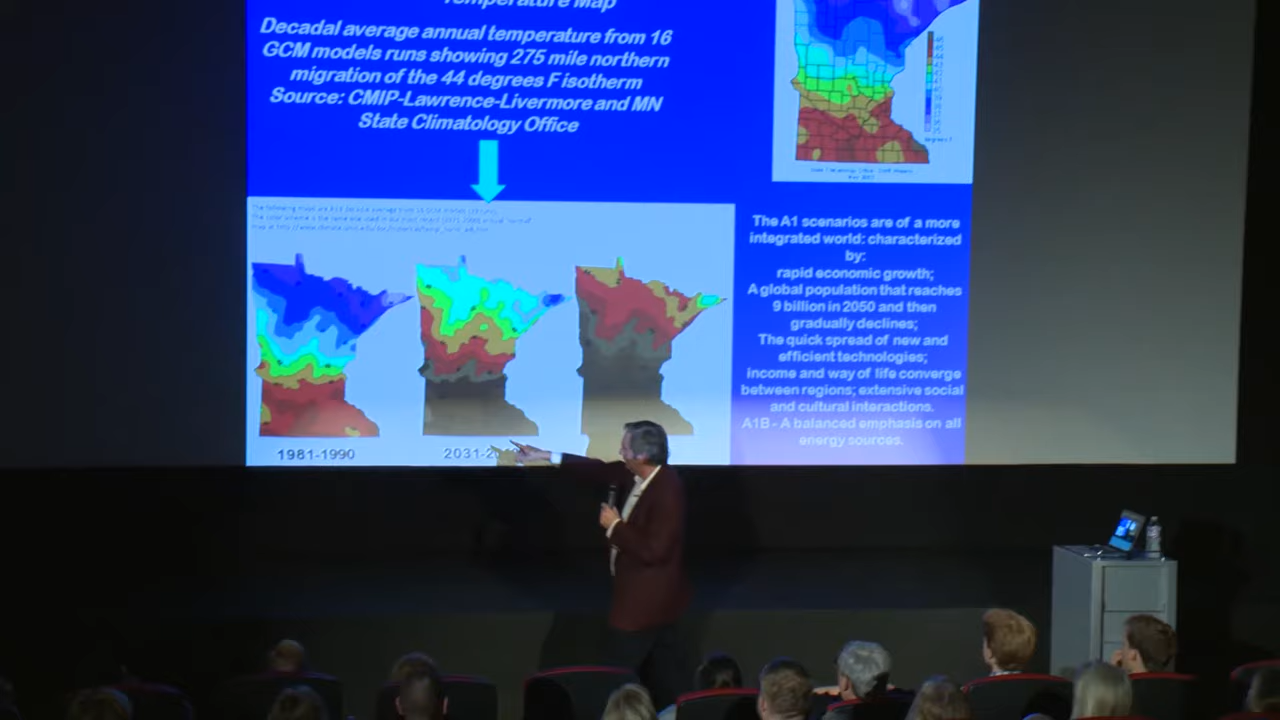 Temperature Map
Decadal average annual temperature from 16
GCM models runs showing 275 mile northern
migration of the 44 degrees F isotherm
Source: CMIP-Lawrence-Livermore and MN
State Climatology Office
degrees F
The A1 scenarios are of a more
integrated world: characterized
by:
rapid economic growth;
A global population that reaches
9 billion in 2050 and then
gradually declines;
The quick spread of new and
efficient technologies;
Income and way of life converge
between regions; extensive social
and cultural interactions.
A1B - A balanced emphasis on all
energy sources.
1981-1990